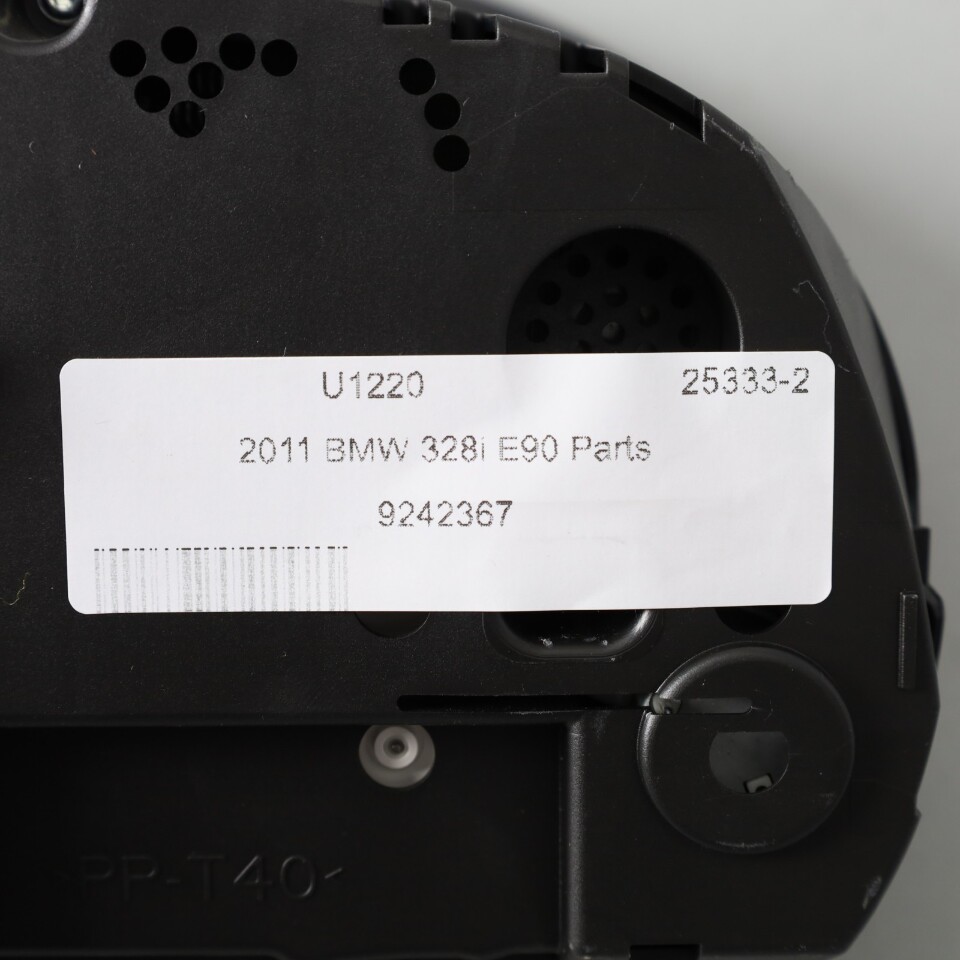 U1220 25333-2
2011 BMW 328i E90 Parts
9242367
>PP-T40<